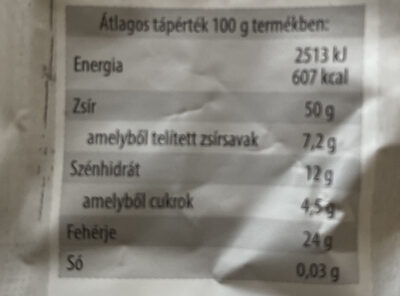 Átlagos tápérték 100 g termékben:
Energia 2513 kJ
607 kcal
Zsír 50 g
amelyből telített zsírsavak 7,2 g
Szénhidrát 12 g
amelyből cukrok 4,5 g
Fehérje 24 g
Só 0,03 g